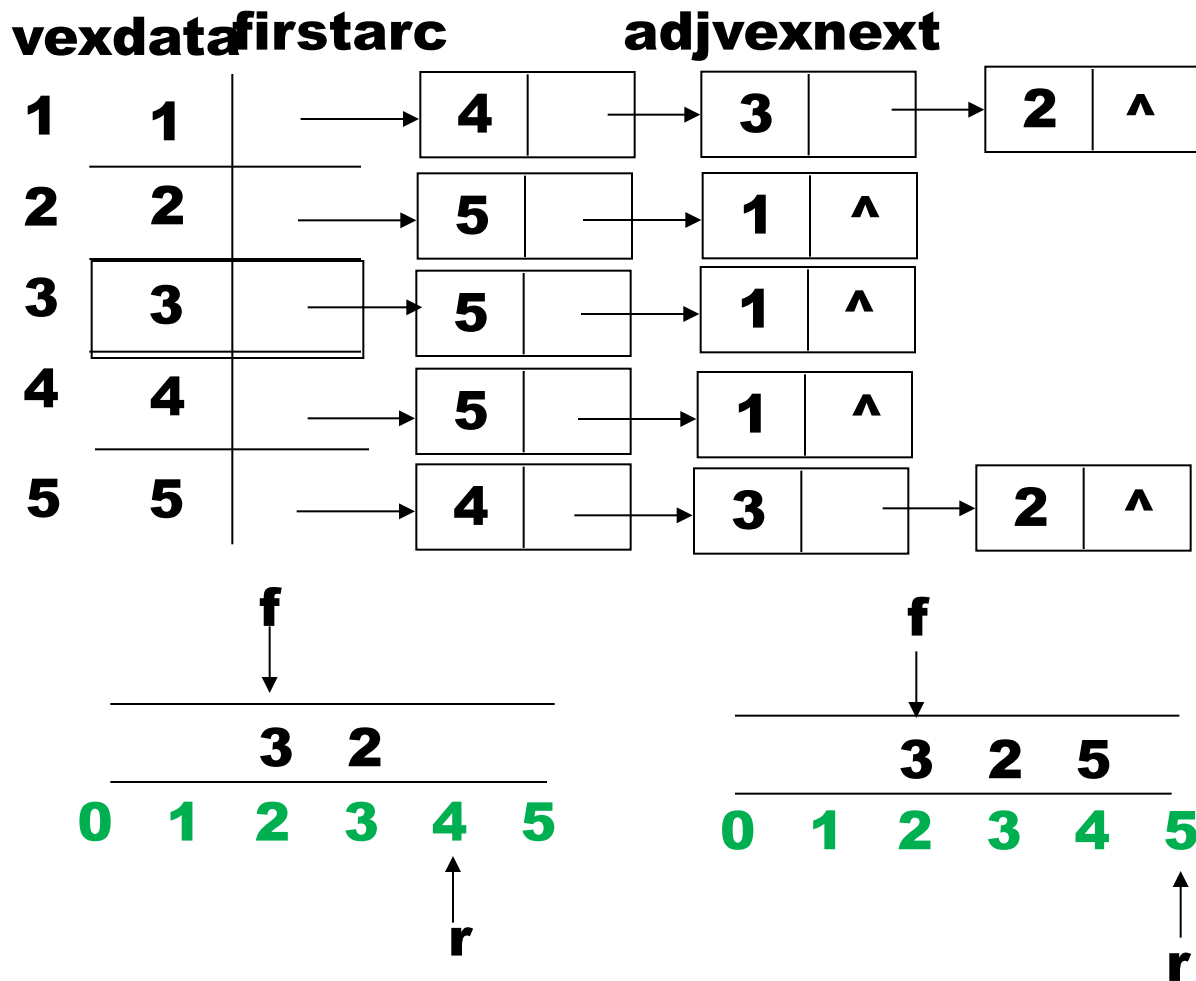 vexdata firstarc adjvexnext
1 1 4 3 2 ^
2 2 5 1 ^
3 3 5 1 ^
4 4 5 1 ^
5 5 4 3 2 ^
f f
3 2 3 2 5
0 1 2 3 4 5 0 1 2 3 4 5
r r